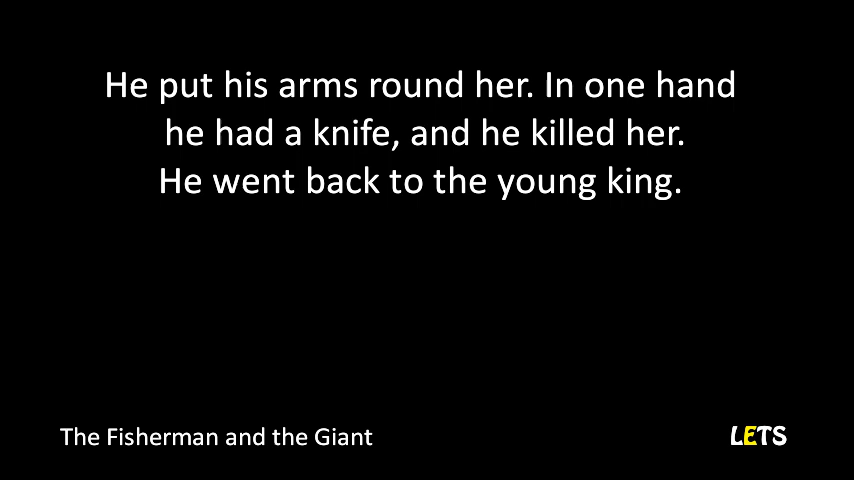 He put his arms round her. In one hand
he had a knife, and he killed her.
He went back to the young king.
The Fisherman and the Giant
LETS